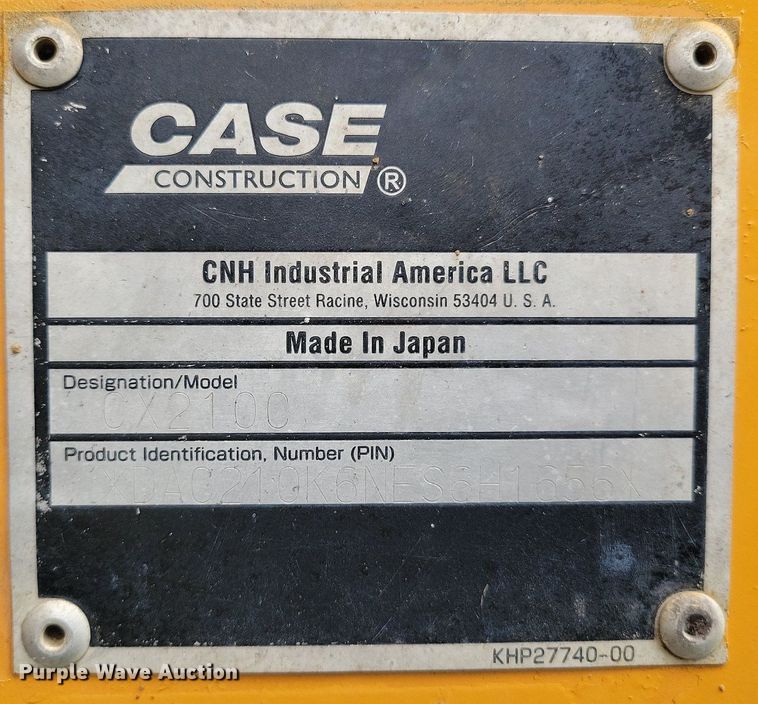 CASE
CONSTRUCTION ®
CNH Industrial America LLC
700 State Street Racine, Wisconsin 53404 U. S. A.
Made In Japan
Designation/Model
Product Identification, Number (PIN)
KHP27740-00
Purple Wave Auction